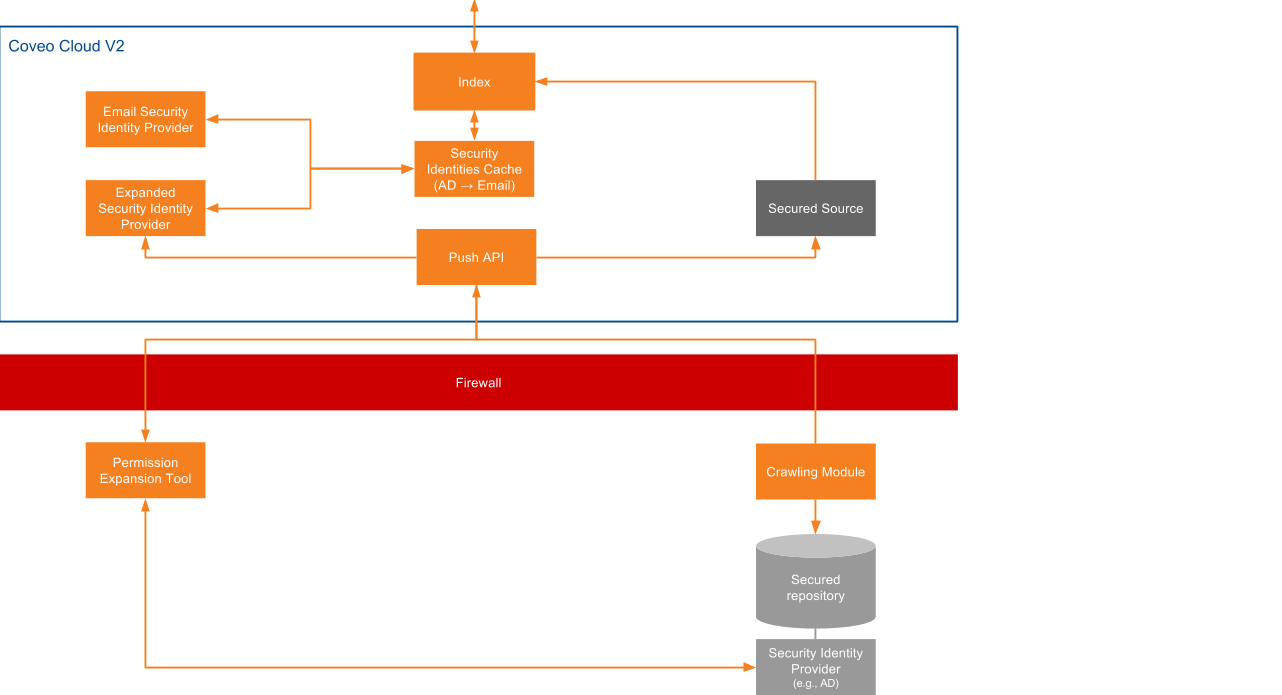 Coveo Cloud V2
Index
Email Security
Identity Provider
Security
Identities Cache
(AD → Email)
Expanded
Security Identity
Provider
Secured Source
Push API
Firewall
Permission
Expansion Tool
Crawling Module
Secured
repository
Security Identity
Provider
(e.g., AD)